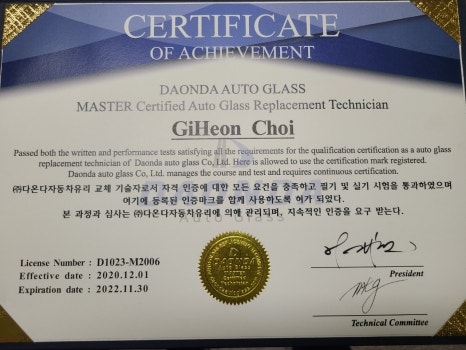 CERTIFICATE
OF ACHIEVEMENT
DAONDA AUTO GLASS
MASTER Certified Auto Glass Replacement Technician
GiHeon Choi
Passed both the written and performance tests satisfying all the requirements for the qualification certification as a auto glass
replacement technician of Daonda auto glass Co, Ltd. Here is allowed to use the certification mark registered.
Daonda auto glass Co, Ltd. manages the course and test and requires continuous certification.
㈜다온다자동차유리 교체 기술자로서 자격 인증에 대한 모든 요건을 충족하고 필기 및 실기 시험을 통과하였으며
여기에 등록된 인증마크를 함께 사용하도록 허가 되었다.
본 과정과 심사는 ㈜다온다자동차유리에 의해 관리되며, 지속적인 인증을 요구 받는다.
Auto Glass
License Number : D1023-M2006
Effective date : 2020.12.01
Expiration date : 2022.11.30
DAONDA
Auto Glass
Certified
Technician
President
Technical Committee